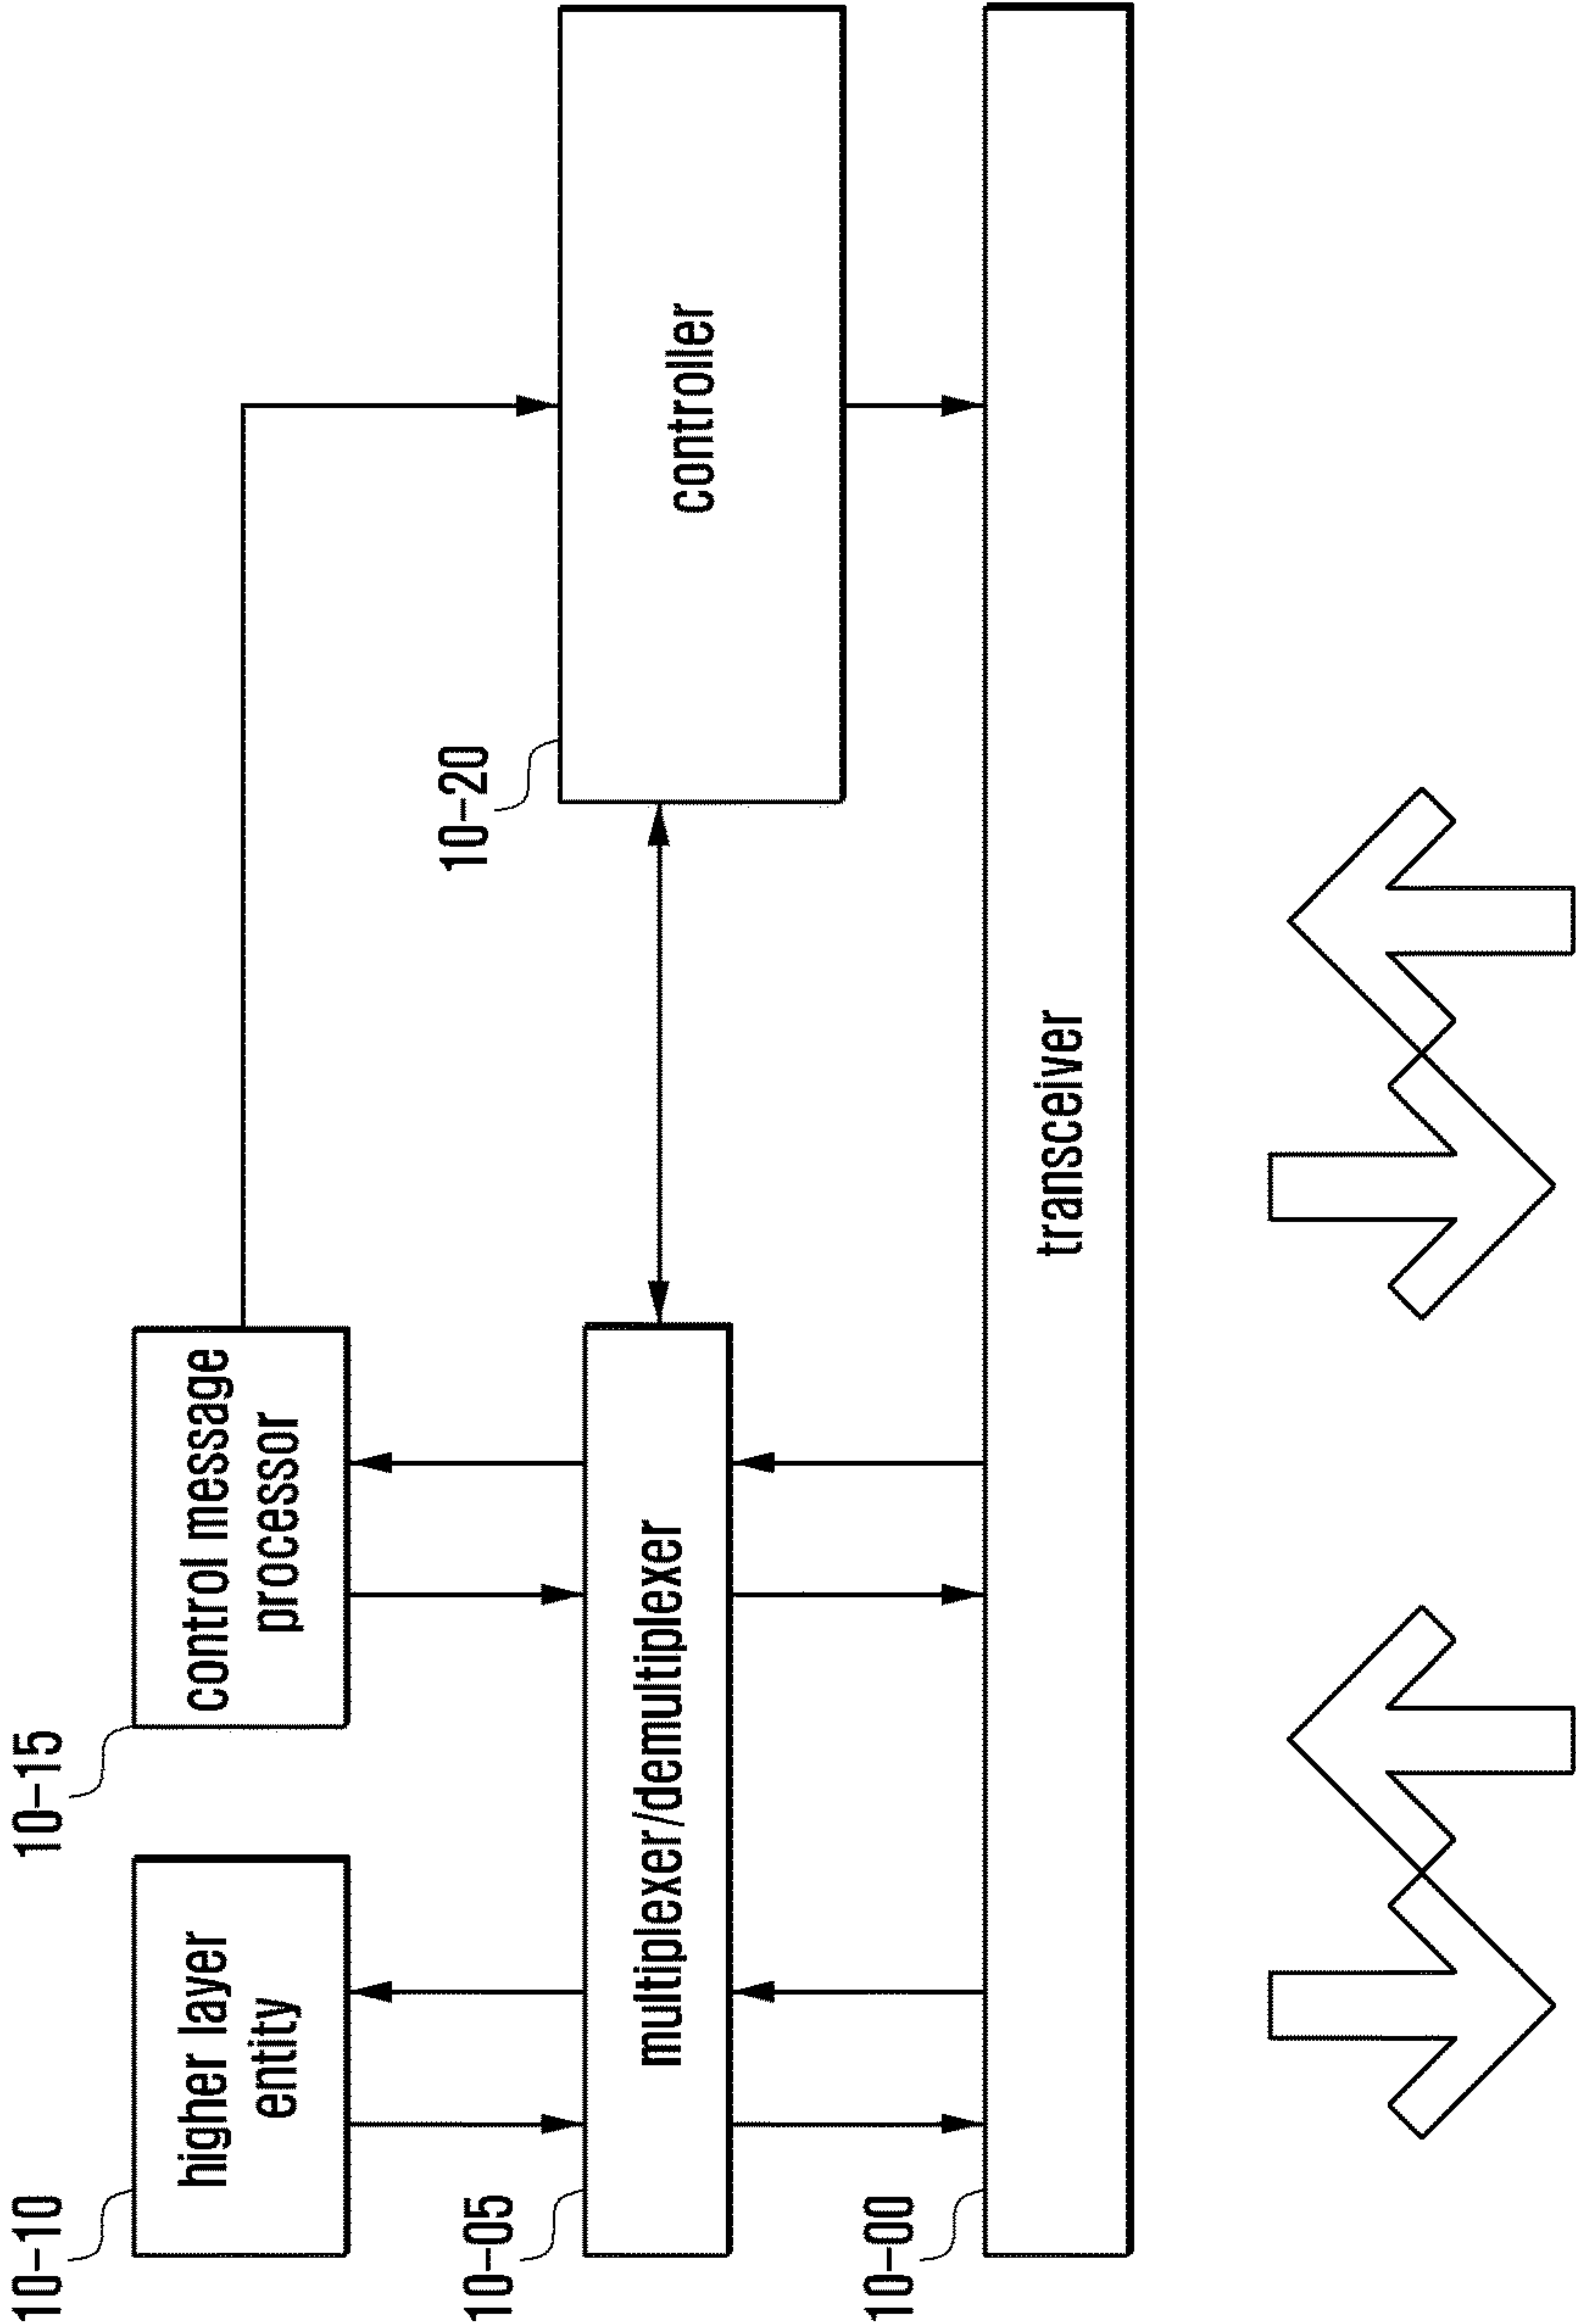 10-10
higher layer
entity
10-15
control message
processor
10-20
controller
10-05
multiplexer/demultiplexer
10-00
transceiver